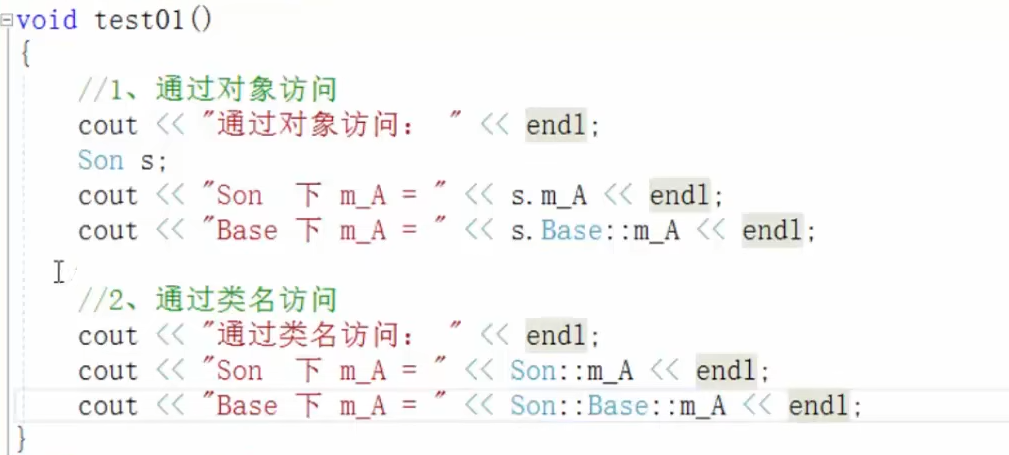 void test01()
{
//1、通过对象访问
cout << "通过对象访问： " << endl;
Son s;
cout << "Son  下 m_A = " << s.m_A << endl;
cout << "Base 下 m_A = " << s.Base::m_A << endl;
//2、通过类名访问
cout << "通过类名访问： " << endl;
cout << "Son  下 m_A = " << Son::m_A << endl;
cout << "Base 下 m_A = " << Son::Base::m_A << endl;
}